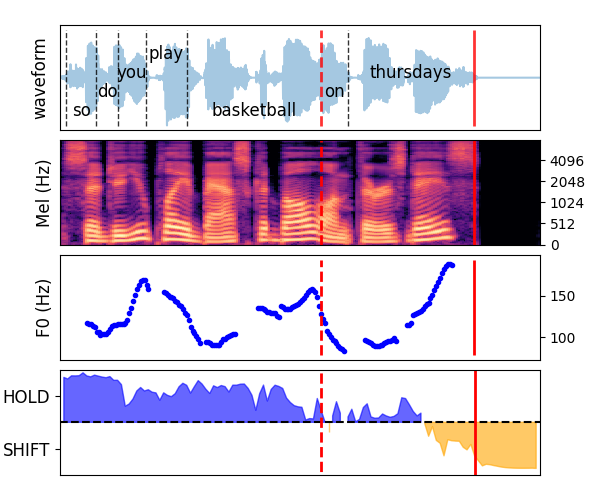 waveform
so
do
you
play
basketball
on
thursdays
Mel (Hz)
4096
2048
1024
512
0
F0 (Hz)
150
100
HOLD
SHIFT